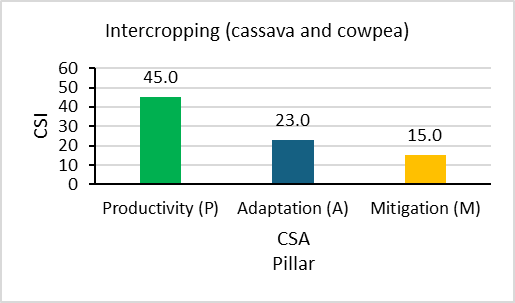 Intercropping (cassava and cowpea)
60
50
40
30
20
10
0
CSI
45.0
23.0
15.0
Productivity (P)
Adaptation (A)
Mitigation (M)
CSA
Pillar